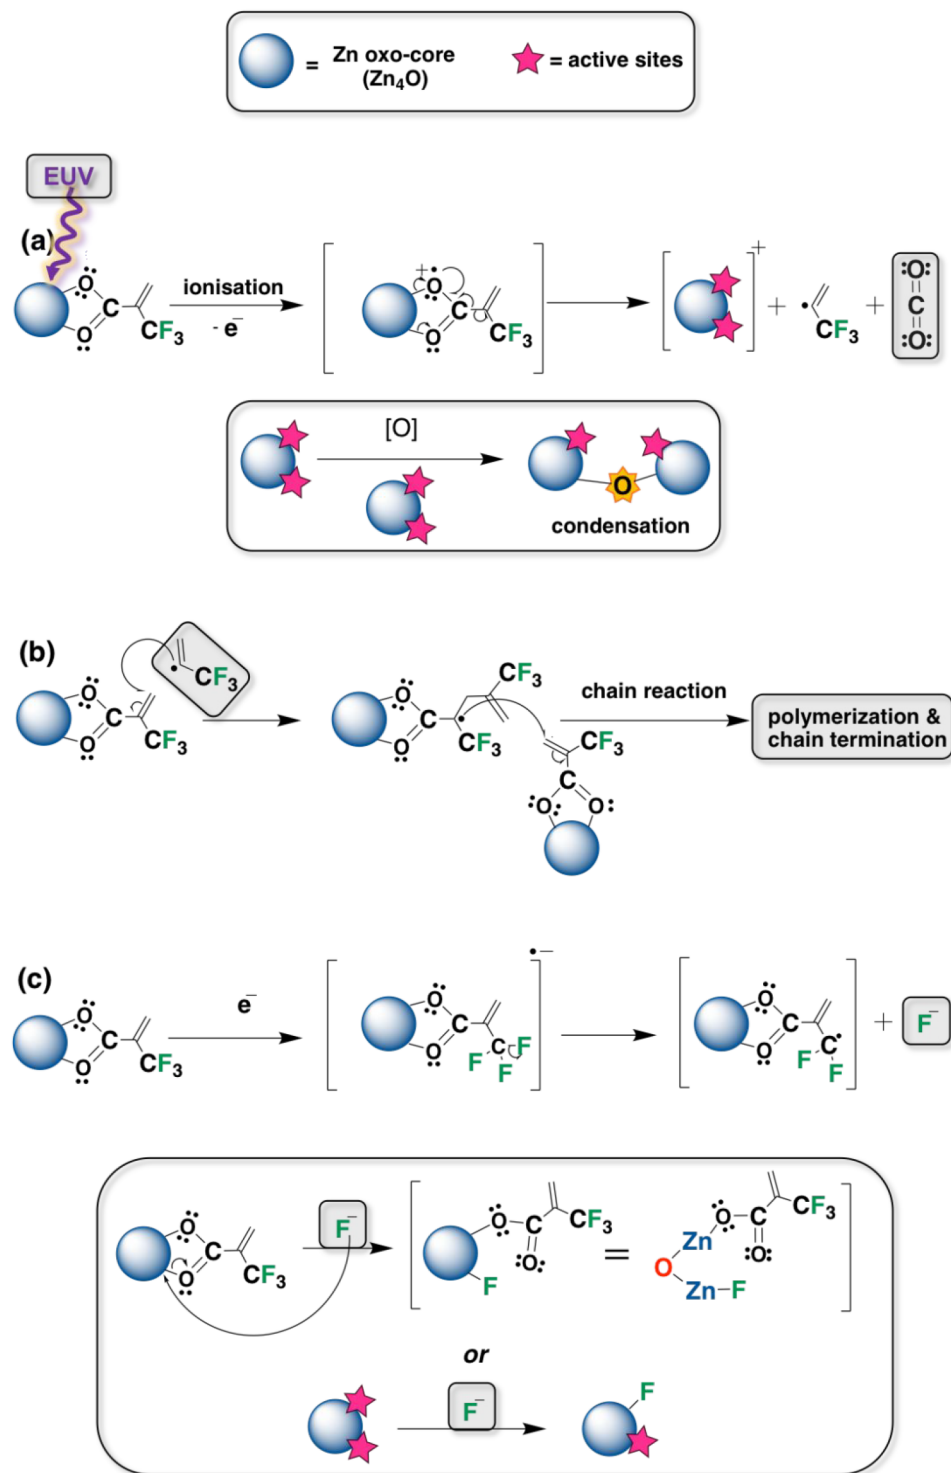 = Zn oxo-core
(Zn₄O)
= active sites
EUV
(a)
O
C
O
CF₃
ionisation
- e⁻
+
O
C
O
CF₃
+
+
CF₃
+
O
C
O
[O]
O
condensation
(b)
O
C
O
CF₃
CF₃
O
C
O
CF₃
CF₃
chain reaction
CF₃
C
O
O
polymerization &
chain termination
(c)
O
C
O
CF₃
e⁻
O
C
O
C
F
F
F
•−
O
C
O
C
F
F
+ F⁻
O
C
O
CF₃
F⁻
O
C
O
CF₃
F
=
Zn
O
C
O
CF₃
O
Zn–F
or
F⁻
F